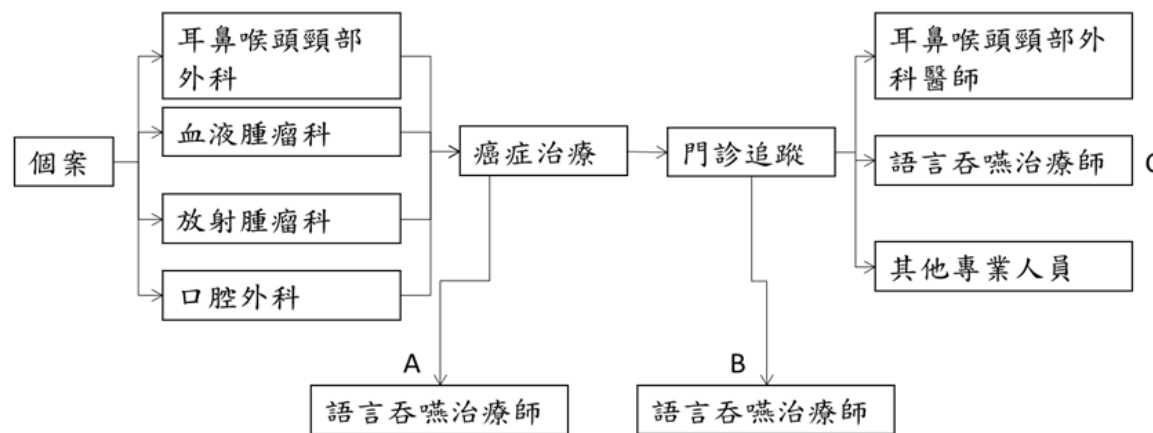 耳鼻喉頭頸部
外科
血液腫瘤科
放射腫瘤科
口腔外科
個案
癌症治療
門診追蹤
耳鼻喉頭頸部外
科醫師
語言吞嚥治療師
C
其他專業人員
A
語言吞嚥治療師
B
語言吞嚥治療師